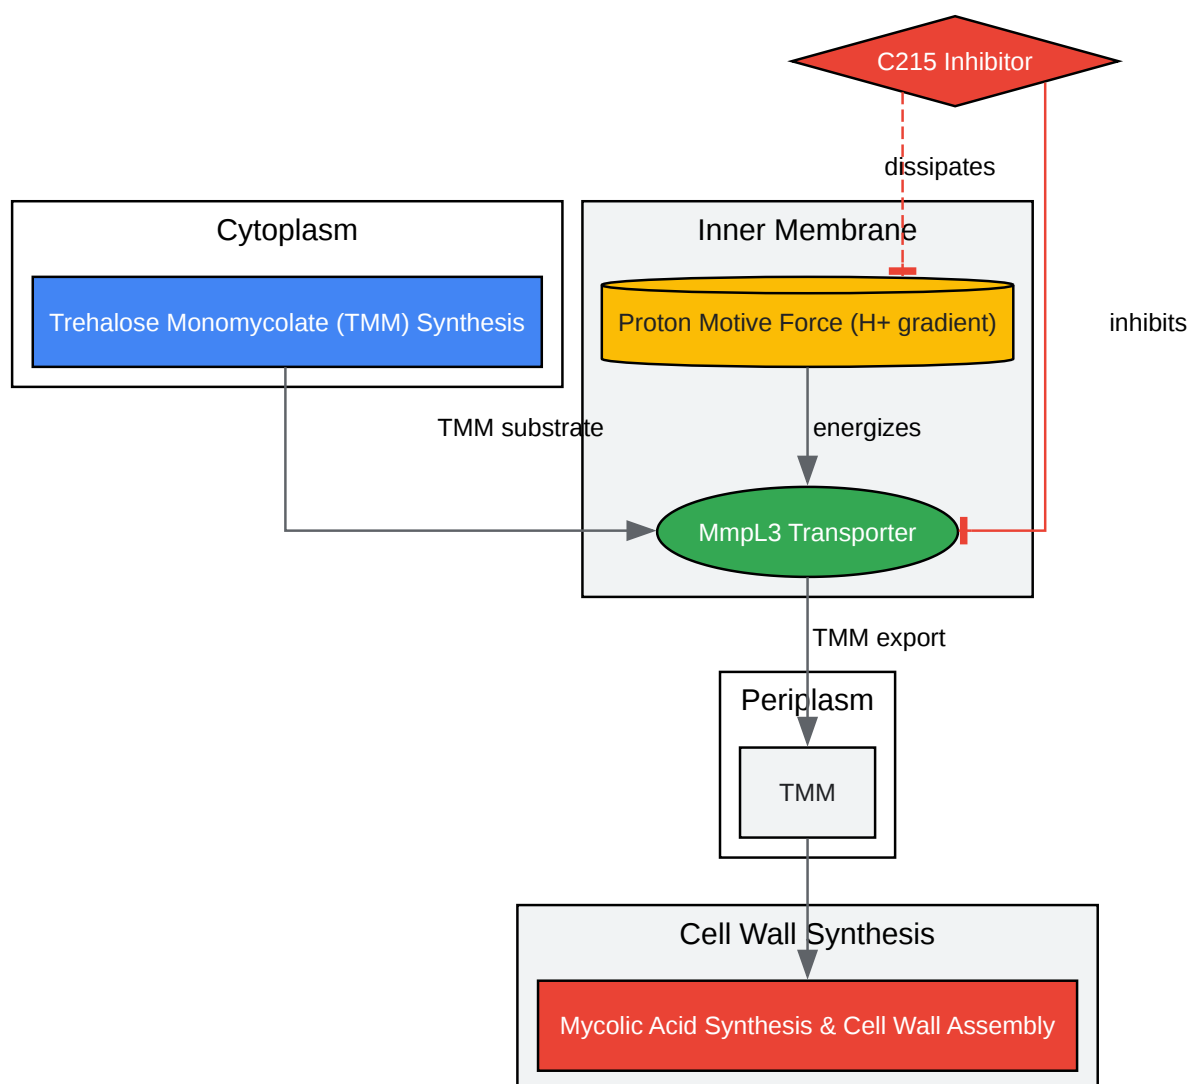 C215 Inhibitor
dissipates
Cytoplasm
Inner Membrane
Trehalose Monomycolate (TMM) Synthesis
Proton Motive Force (H+ gradient)
inhibits
TMM substrate
energizes
MmpL3 Transporter
TMM export
Periplasm
TMM
Cell Wall Synthesis
Mycolic Acid Synthesis & Cell Wall Assembly